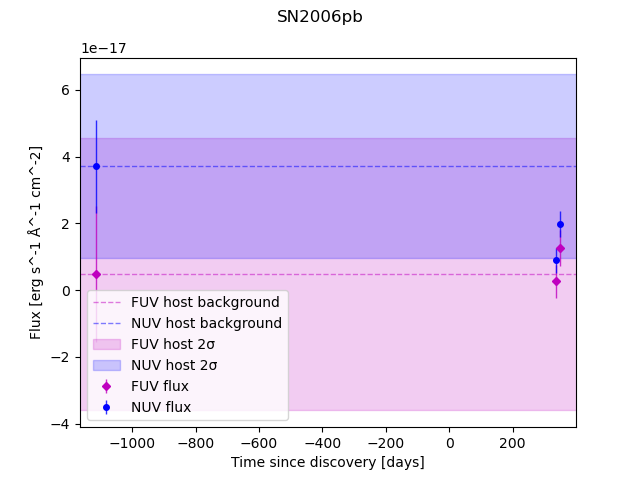 SN2006pb
1e−17
Flux [erg s^-1 Å^-1 cm^-2]
6
4
2
0
−2
−4
FUV host background
NUV host background
FUV host 2σ
NUV host 2σ
FUV flux
NUV flux
−1000 −800 −600 −400 −200 0 200
Time since discovery [days]